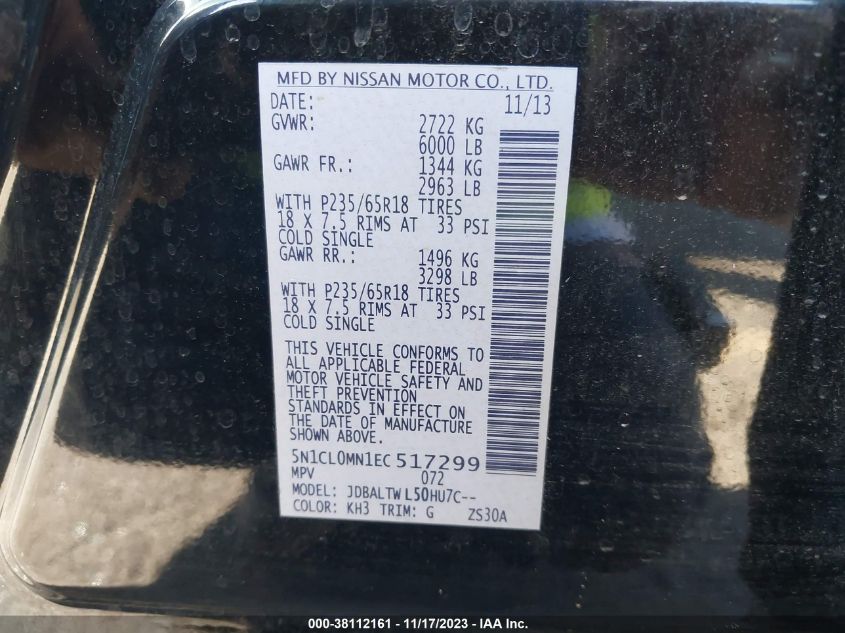 MFD BY NISSAN MOTOR CO., LTD.
DATE: 11/13
GVWR: 2722 KG
6000 LB
GAWR FR.: 1344 KG
2963 LB
WITH P235/65R18 TIRES
18 X 7.5 RIMS AT 33 PSI
COLD SINGLE
GAWR RR.: 1496 KG
3298 LB
WITH P235/65R18 TIRES
18 X 7.5 RIMS AT 33 PSI
COLD SINGLE
THIS VEHICLE CONFORMS TO
ALL APPLICABLE FEDERAL
MOTOR VEHICLE SAFETY AND
THEFT PREVENTION
STANDARDS IN EFFECT ON
THE DATE OF MANUFACTURE
SHOWN ABOVE.
5N1CL0MN1EC517299
MPV 072
MODEL: JDBALTWL50HU7C--
COLOR: KH3 TRIM: G ZS30A
000-38112161 - 11/17/2023 - IAA Inc.